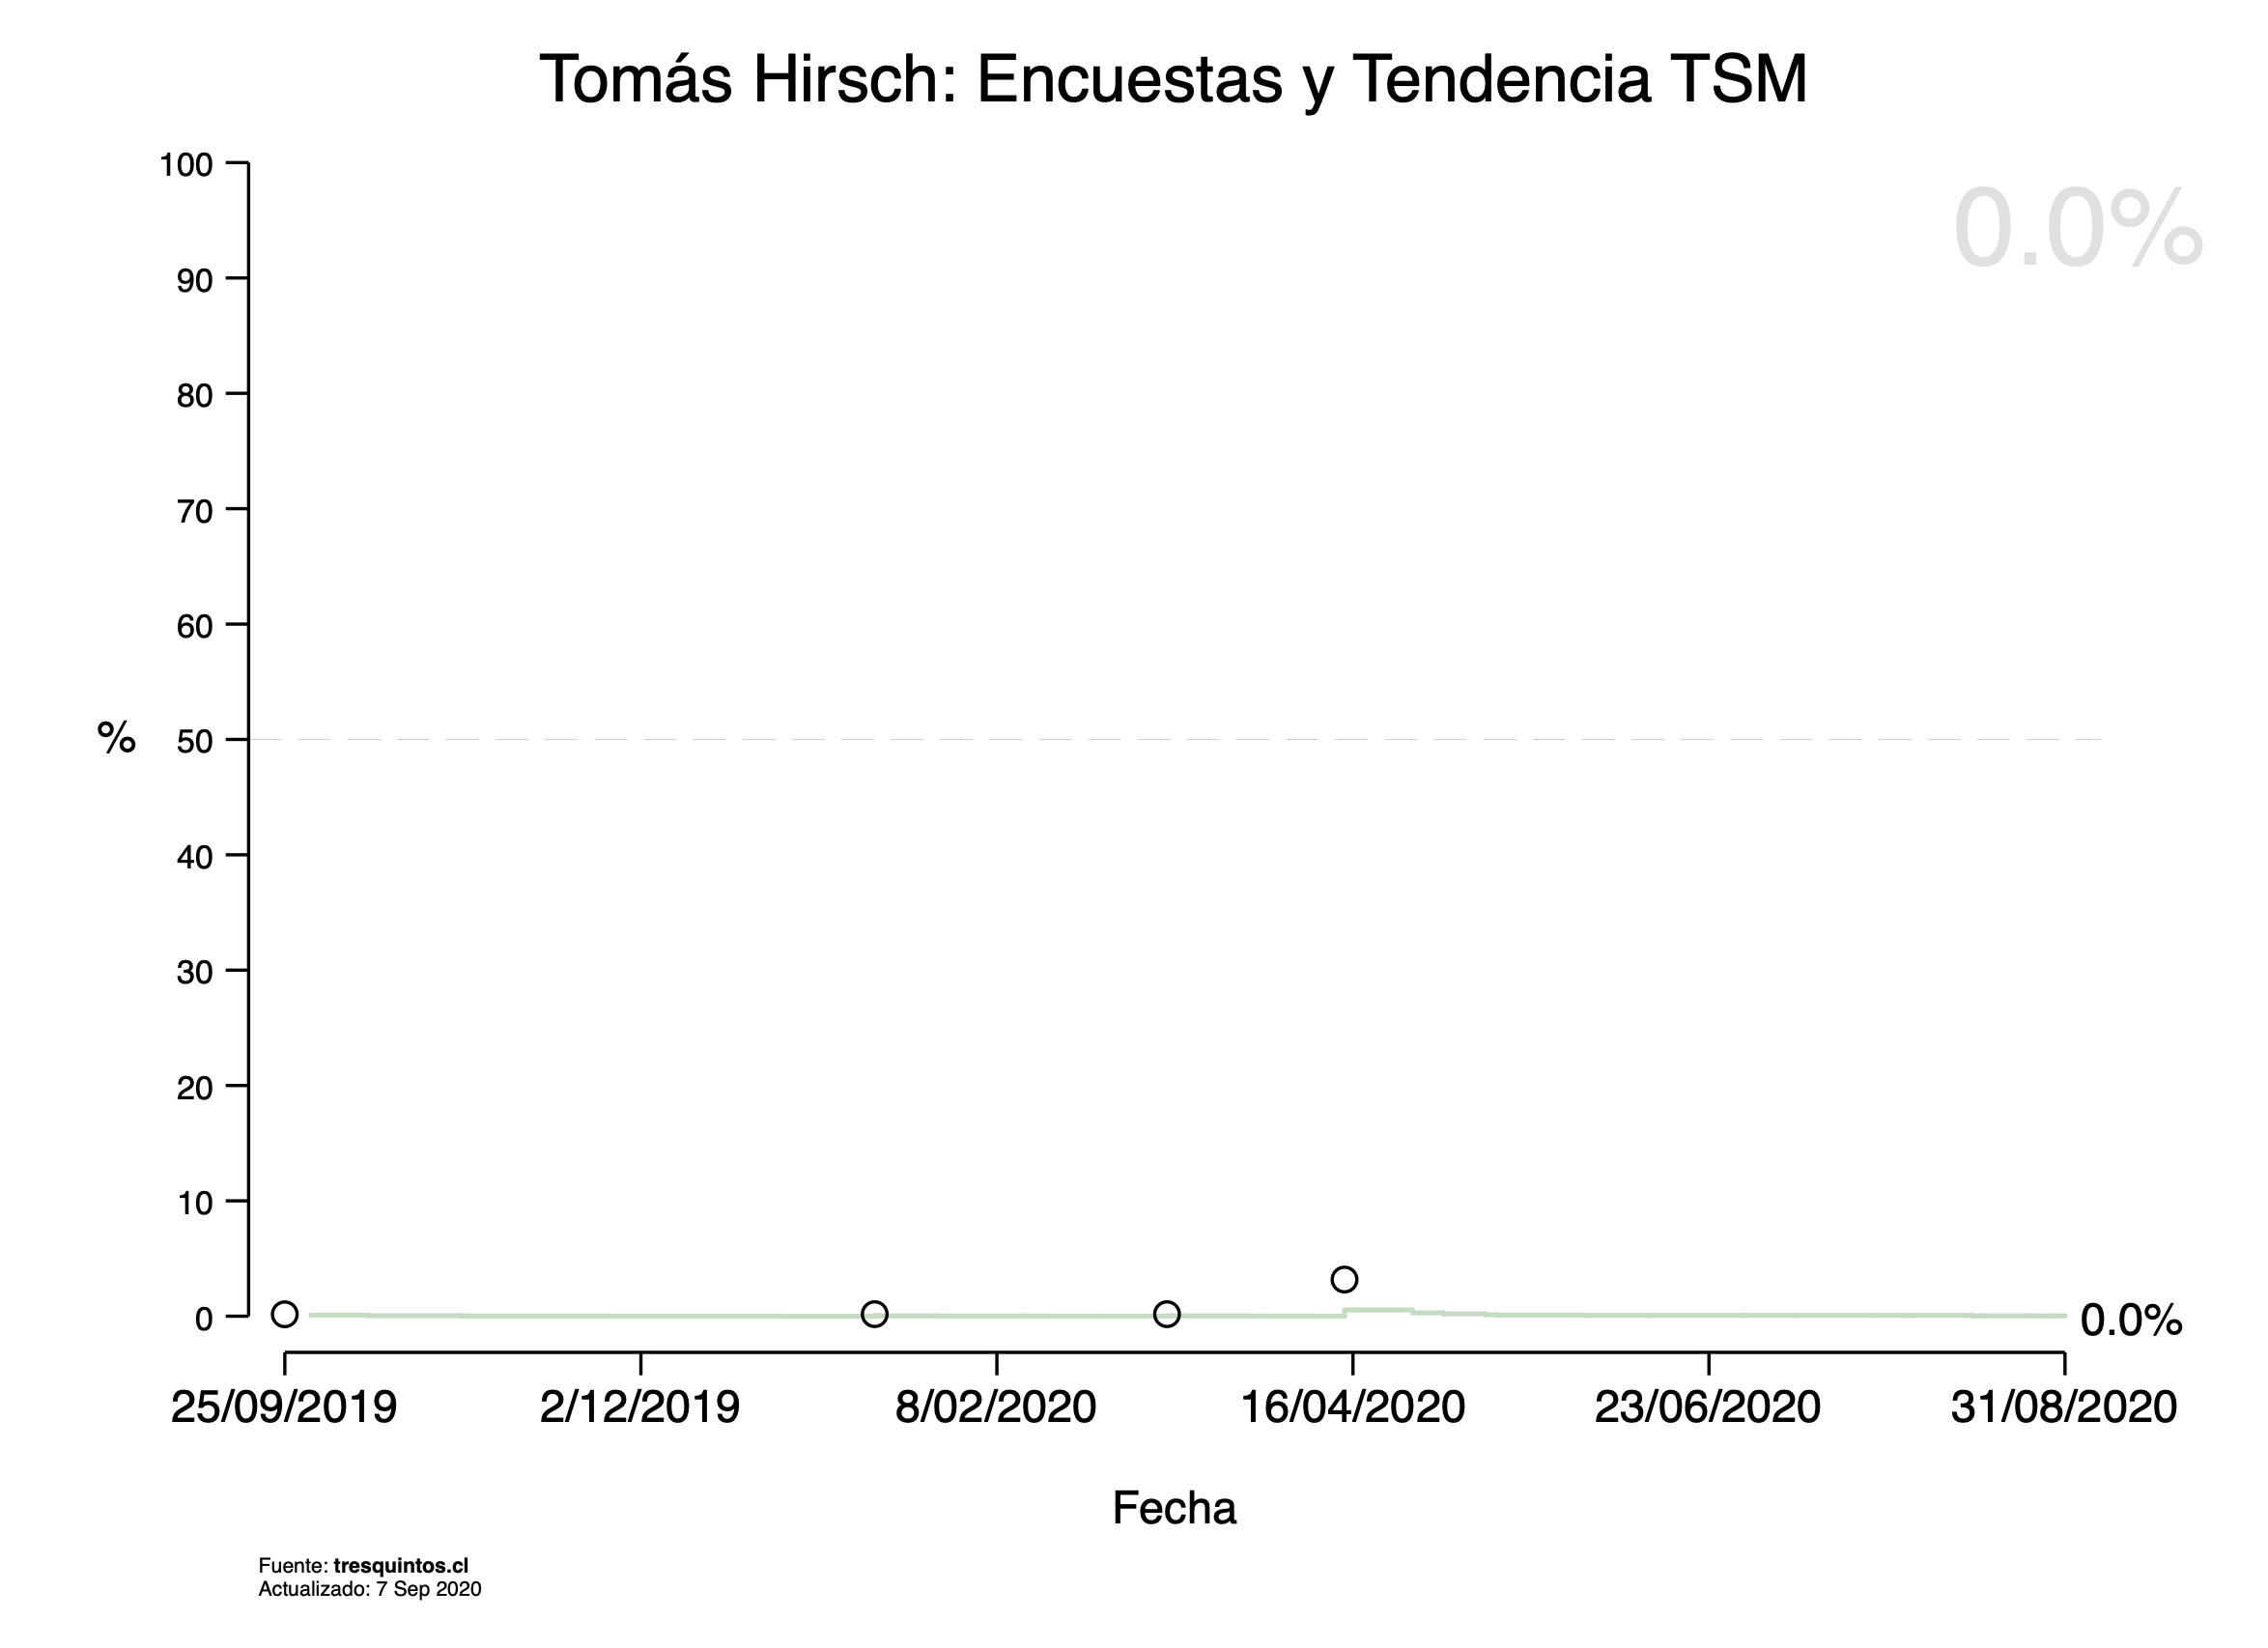 Tomás Hirsch: Encuestas y Tendencia TSM
0.0%
100
90
80
70
60
50
40
30
20
10
0
%
0.0%
25/09/2019 2/12/2019 8/02/2020 16/04/2020 23/06/2020 31/08/2020
Fecha
Fuente: tresquintos.cl
Actualizado: 7 Sep 2020